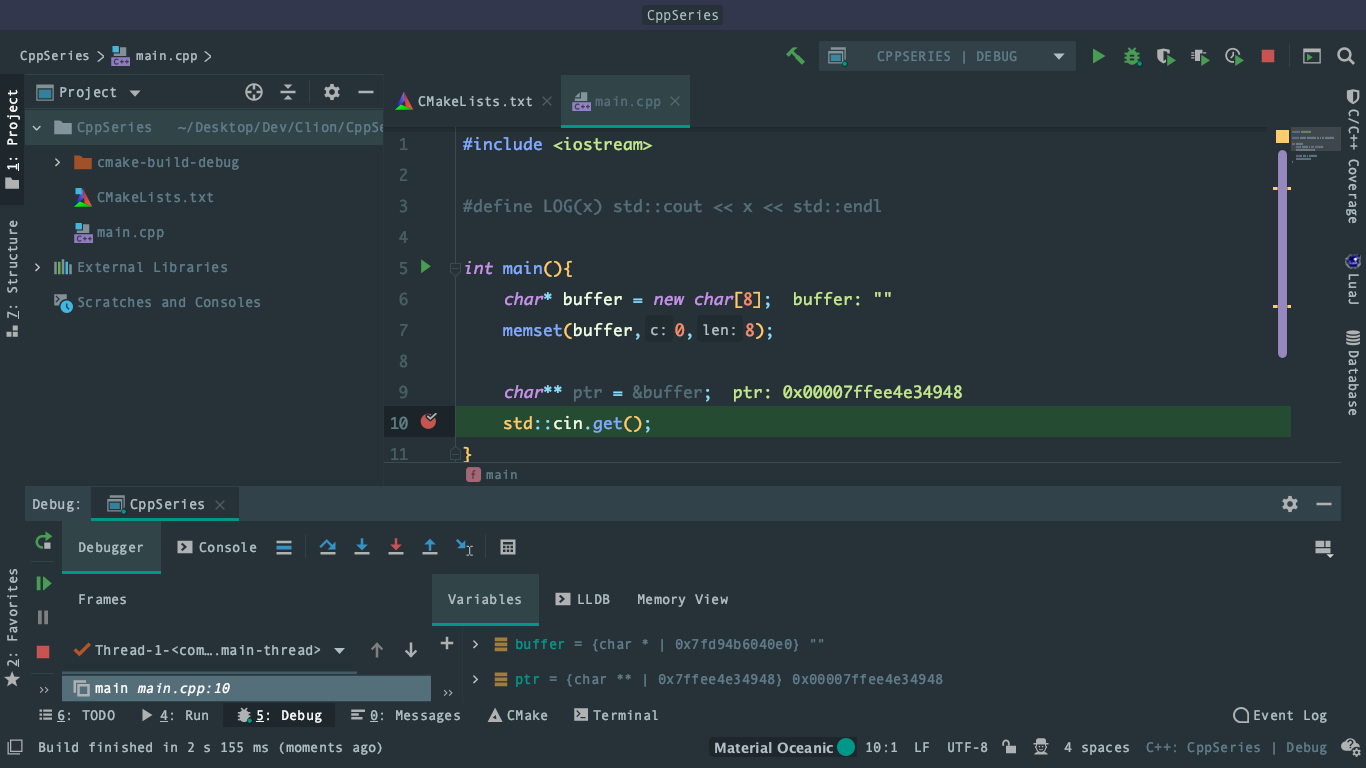 CppSeries
CppSeries > main.cpp >
CPPSERIES | DEBUG
1: Project
Z: Structure
2: Favorites
Project
CppSeries ~/Desktop/Dev/Clion/CppSe
cmake-build-debug
CMakeLists.txt
main.cpp
External Libraries
Scratches and Consoles
CMakeLists.txt
main.cpp
1 #include <iostream>
2
3 #define LOG(x) std::cout << x << std::endl
4
5 int main(){
6 char* buffer = new char[8]; buffer: ""
7 memset(buffer, c: 0, len: 8);
8
9 char** ptr = &buffer; ptr: 0x00007ffee4e34948
10 std::cin.get();
11 }
f main
C/C++ Coverage
LuaJ
Database
Debug: CppSeries
Debugger Console
Frames
Variables LLDB Memory View
Thread-1-<com….main-thread>
main main.cpp:10
buffer = {char * | 0x7fd94b6040e0} ""
ptr = {char ** | 0x7ffee4e34948} 0x00007ffee4e34948
6: TODO 4: Run 5: Debug 0: Messages CMake Terminal Event Log
Build finished in 2 s 155 ms (moments ago) Material Oceanic 10:1 LF UTF-8 4 spaces C++: CppSeries | Debug